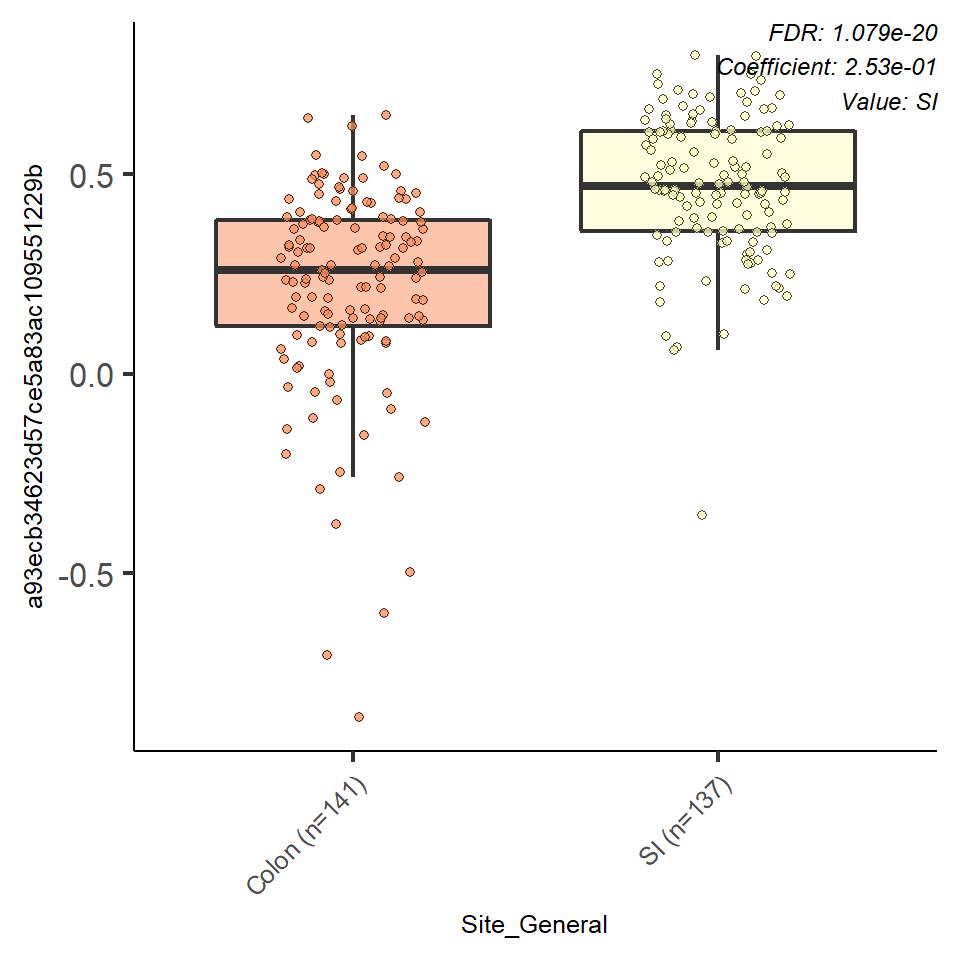 FDR: 1.079e-20
Coefficient: 2.53e-01
Value: SI
a93ecb34623d57ce5a83ac109551229b
0.5
0.0
-0.5
Colon (n=141)
SI (n=137)
Site_General